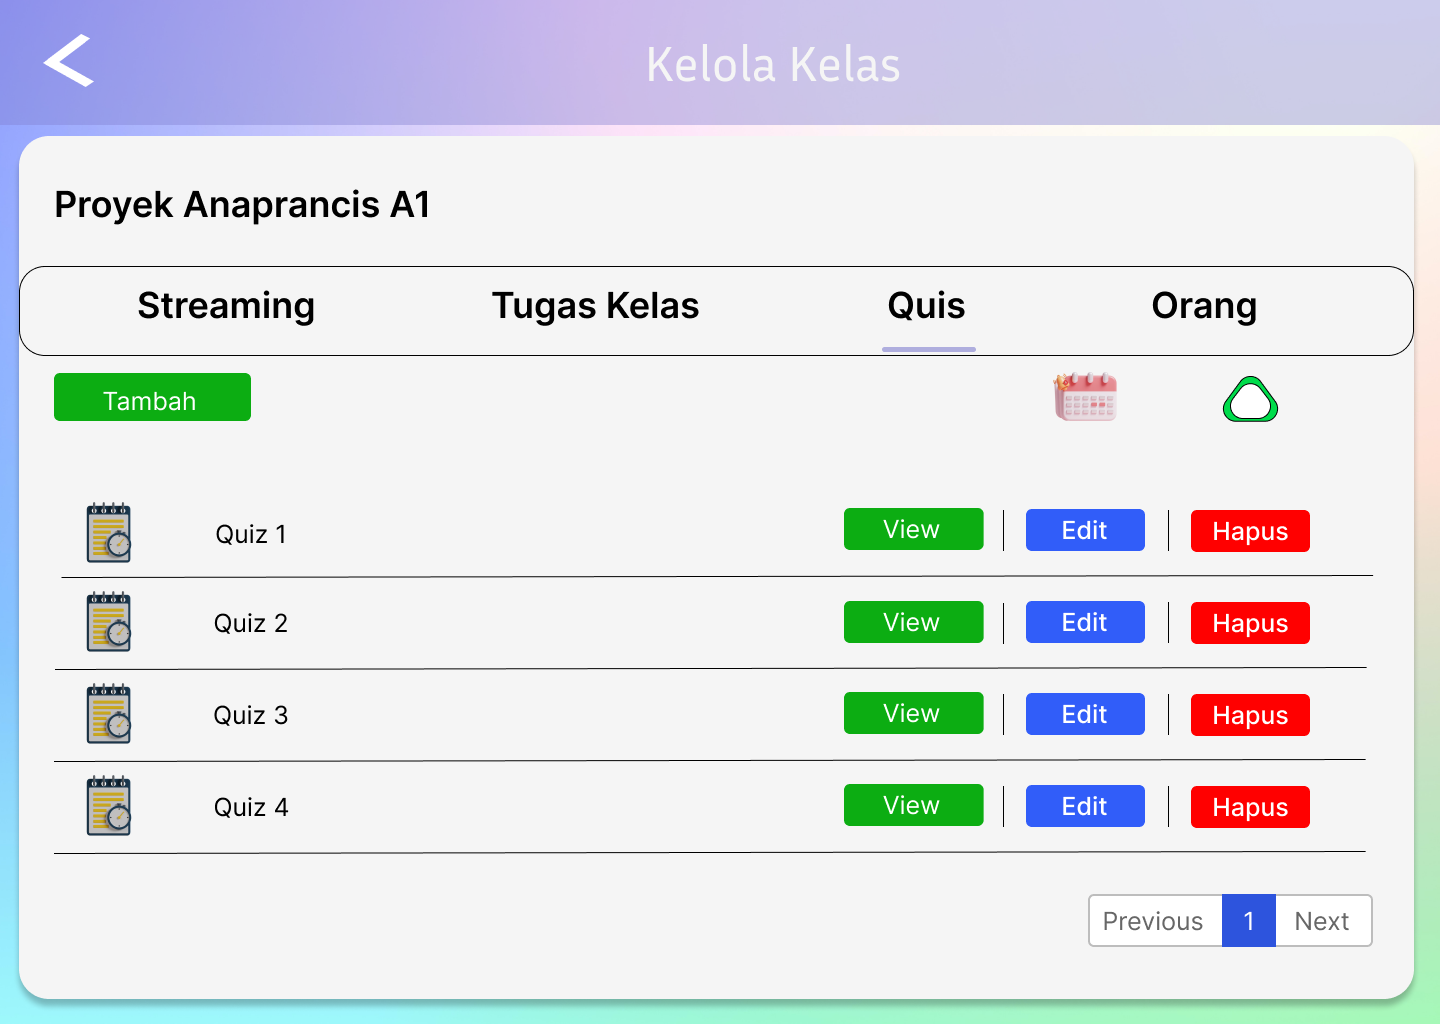 Kelola Kelas
Proyek Anaprancis A1
Streaming Tugas Kelas Quis Orang
Tambah
Quiz 1 View Edit Hapus
Quiz 2 View Edit Hapus
Quiz 3 View Edit Hapus
Quiz 4 View Edit Hapus
Previous 1 Next